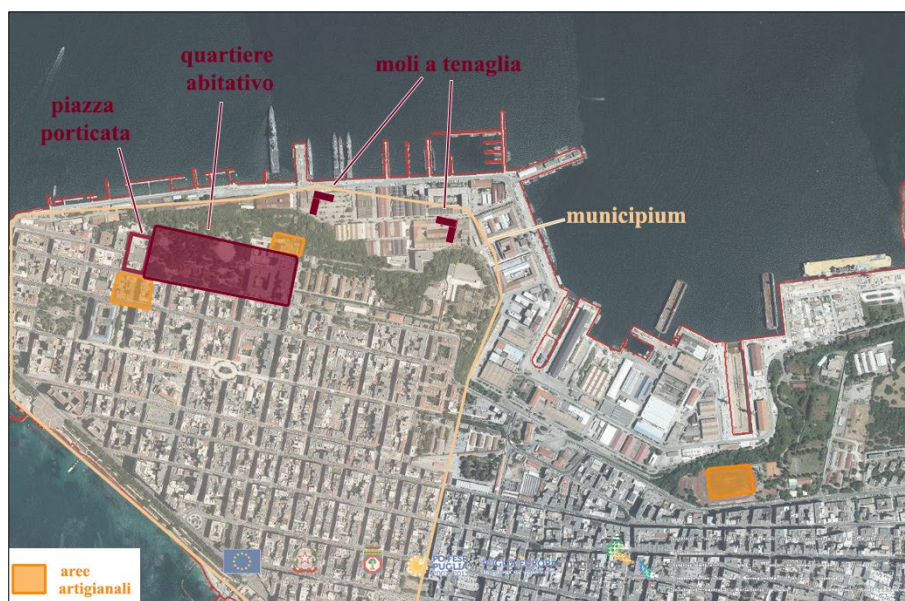 quartiere
abitativo
moli a tenaglia
piazza
porticata
municipium
aree
artigianali